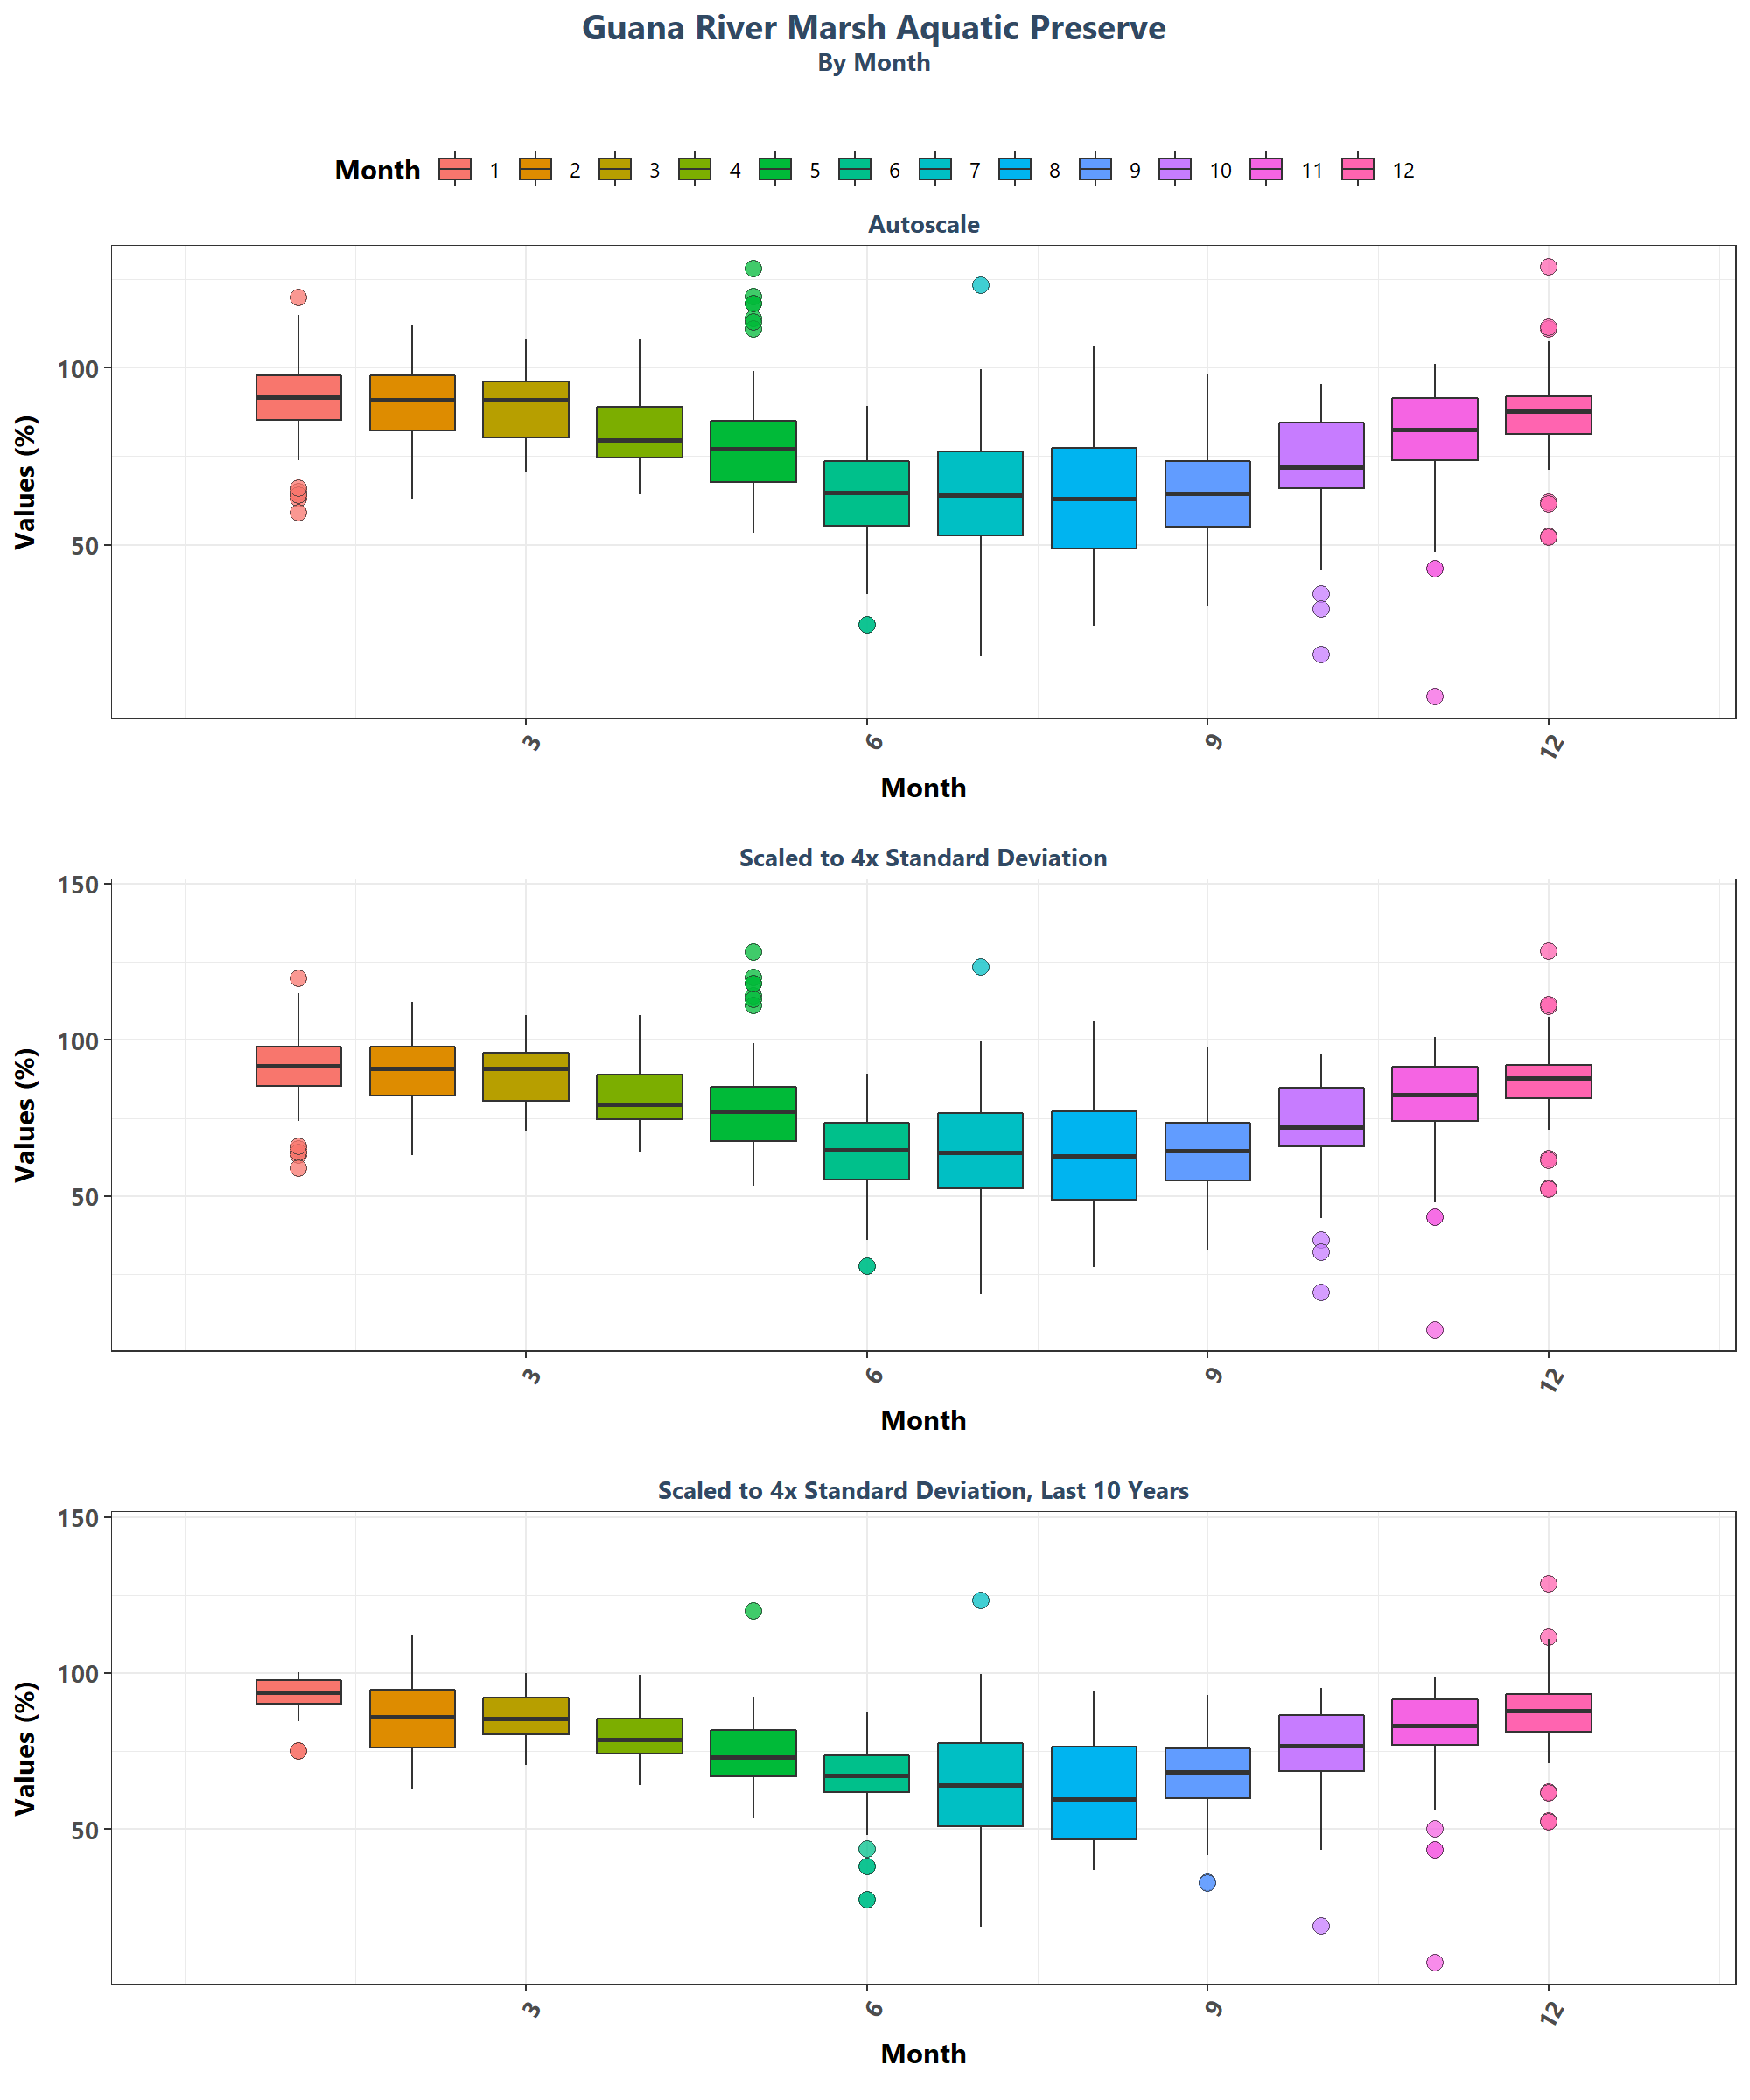 Guana River Marsh Aquatic Preserve
By Month
Month 1 2 3 4 5 6 7 8 9 10 11 12
Autoscale
Values (%)
100
50
3 6 9 12
Month
Scaled to 4x Standard Deviation
Values (%)
150
100
50
3 6 9 12
Month
Scaled to 4x Standard Deviation, Last 10 Years
Values (%)
150
100
50
3 6 9 12
Month